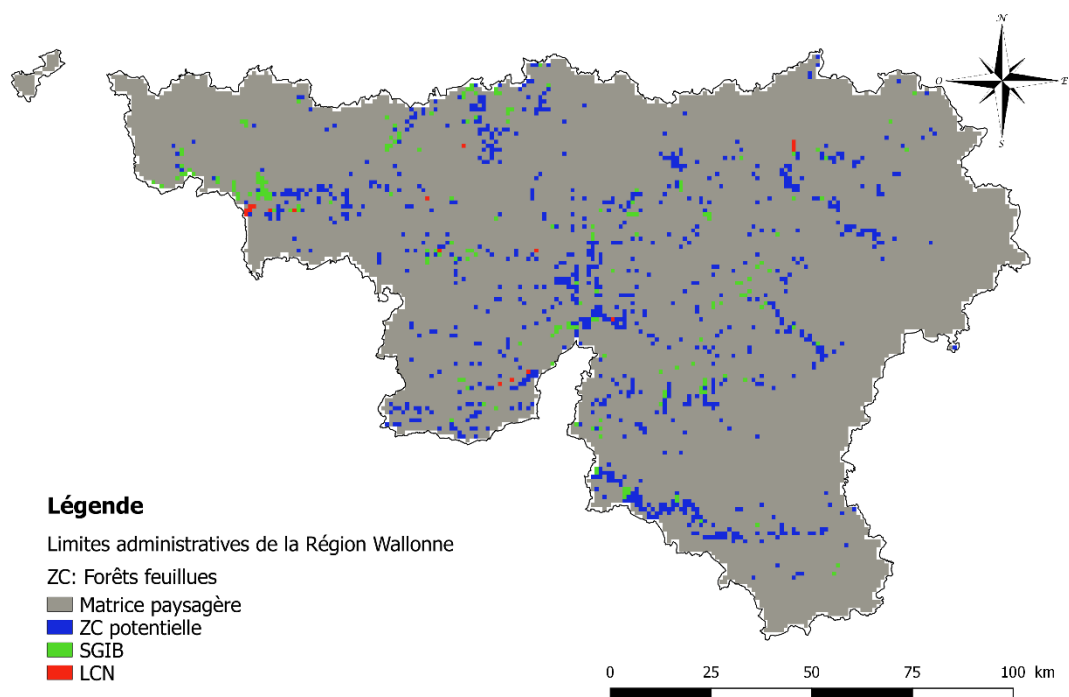 N
O
E
S
Légende
Limites administratives de la Région Wallonne
ZC: Forêts feuillues
Matrice paysagère
ZC potentielle
SGIB
LCN
0 25 50 75 100 km